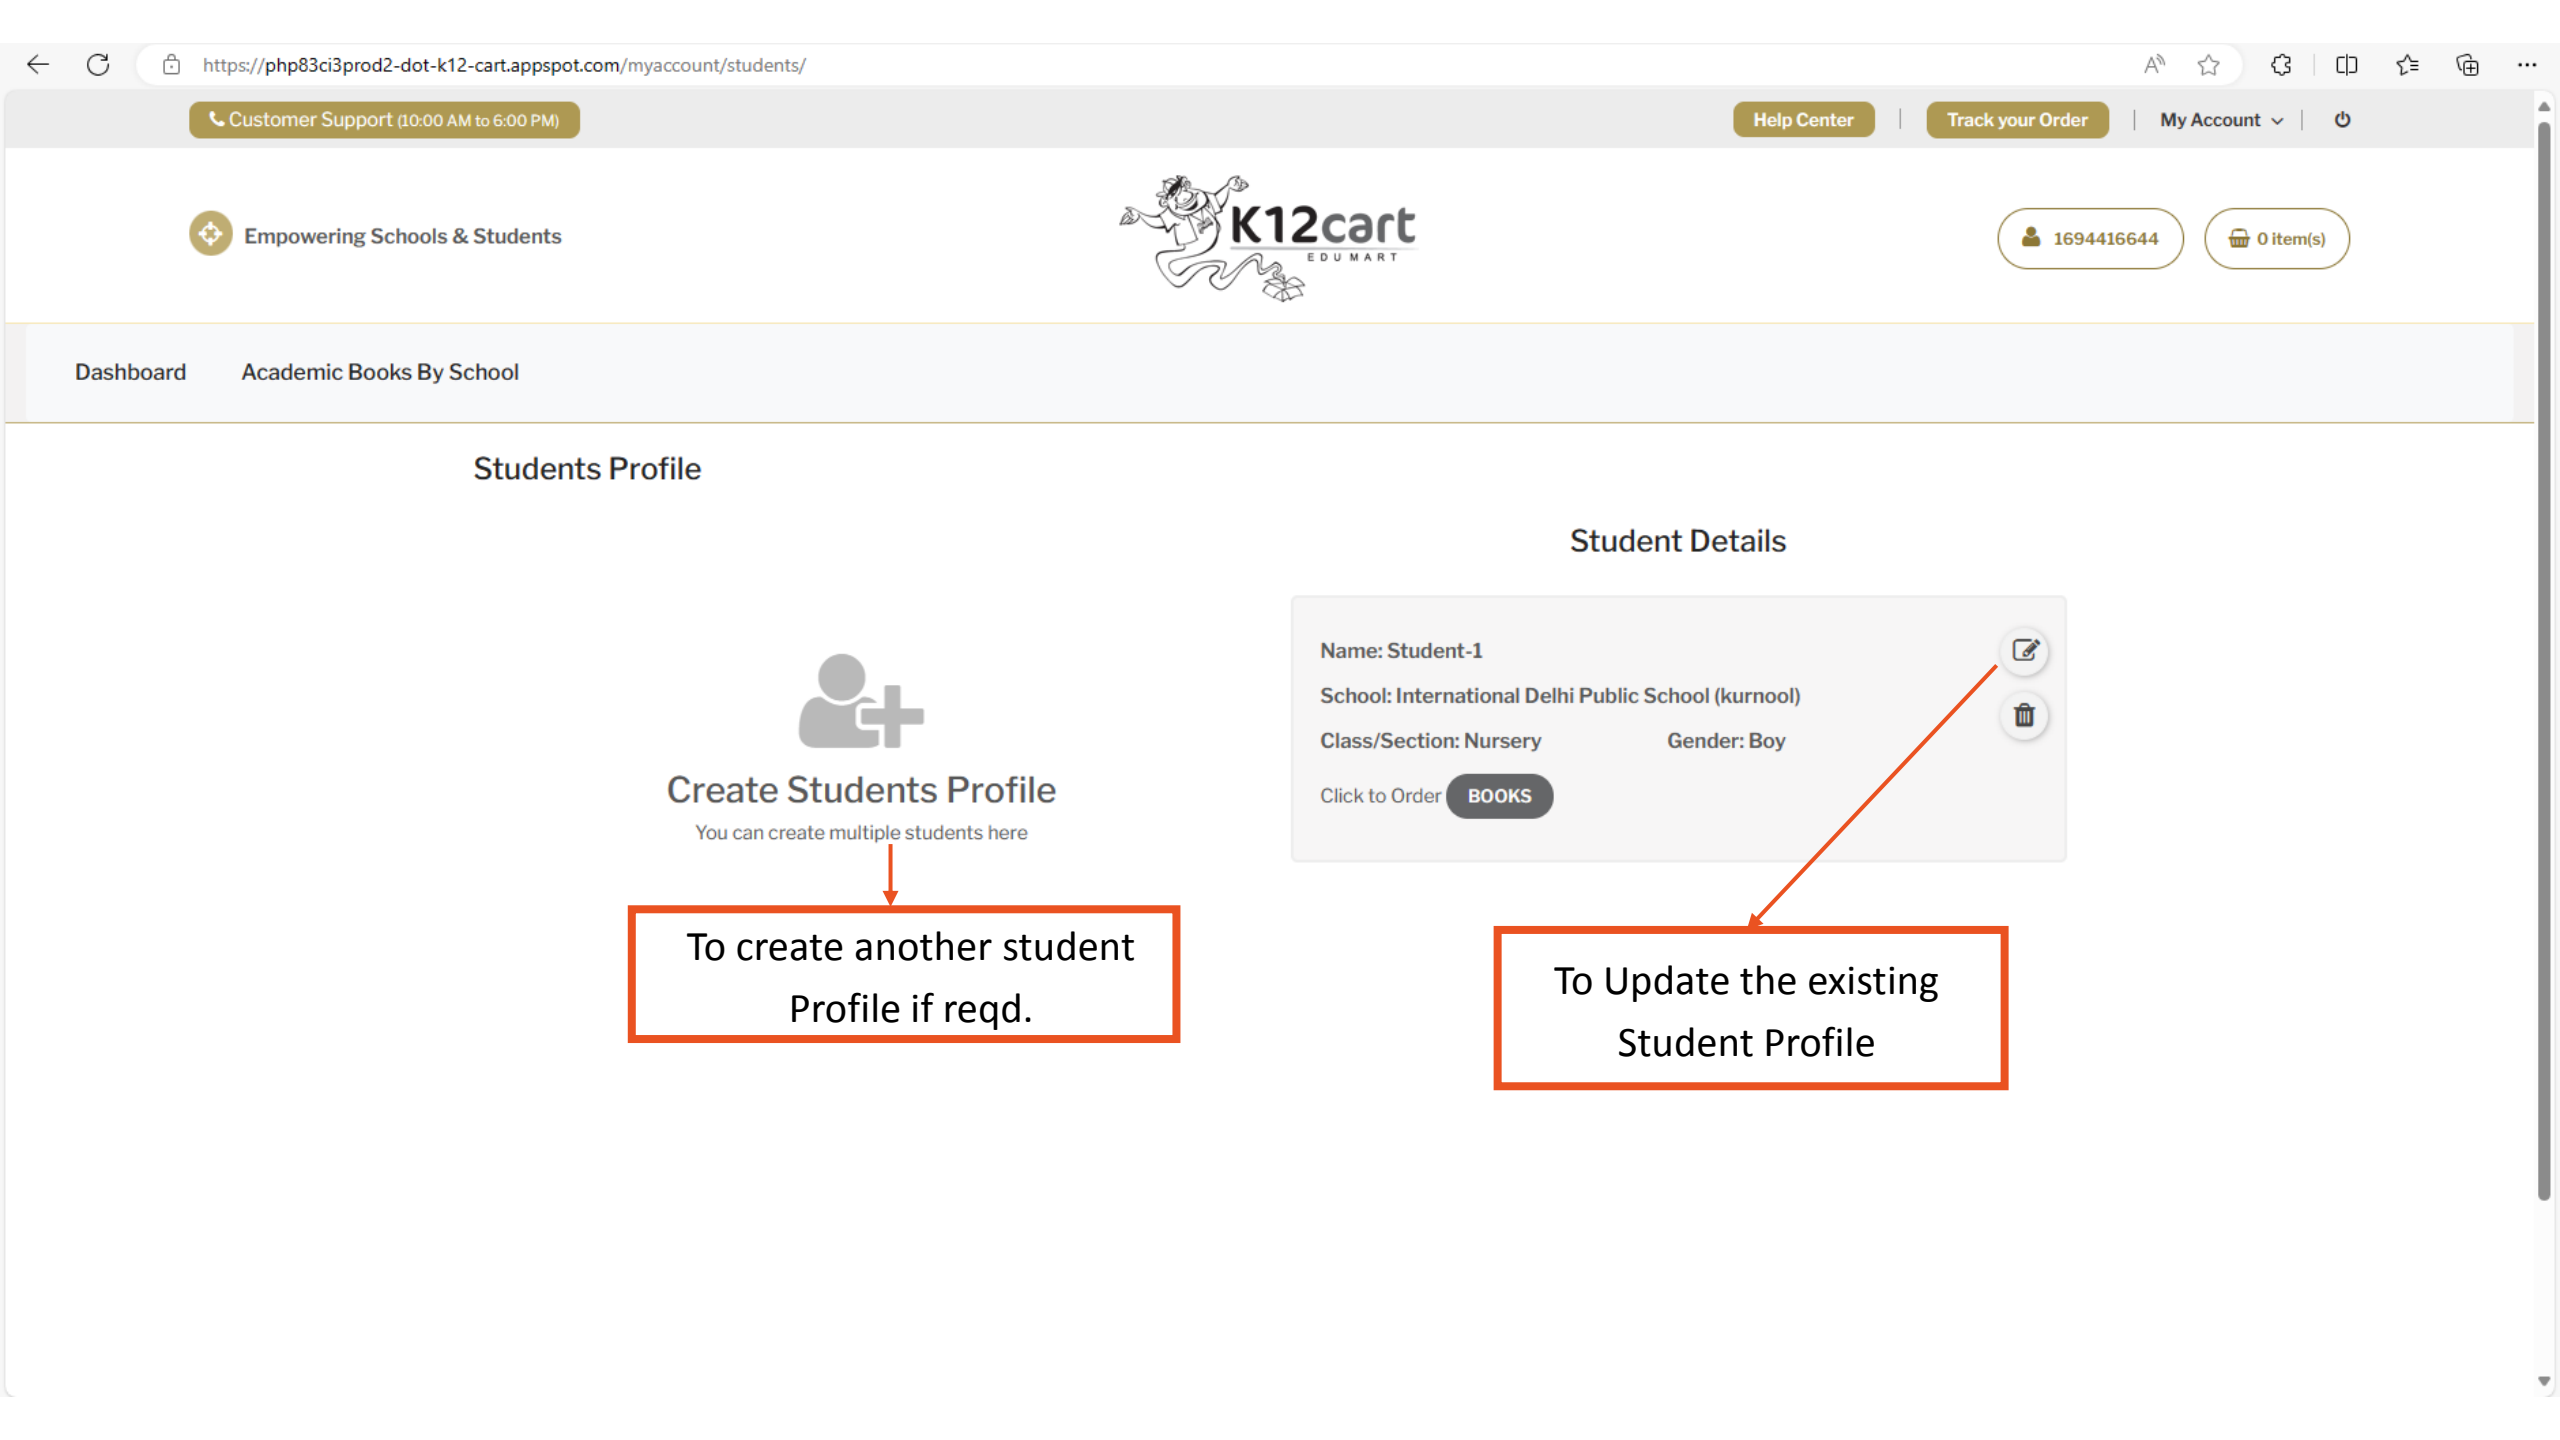 https://php83ci3prod2-dot-k12-cart.appspot.com/myaccount/students/
Customer Support (10:00 AM to 6:00 PM)
Help Center
Track your Order
My Account
Empowering Schools & Students
K12cart
EDU MART
1694416644
0 item(s)
Dashboard
Academic Books By School
Students Profile
Student Details
Name: Student-1
School: International Delhi Public School (kurnool)
Class/Section: Nursery
Gender: Boy
Click to Order BOOKS
Create Students Profile
You can create multiple students here
To create another student
Profile if reqd.
To Update the existing
Student Profile